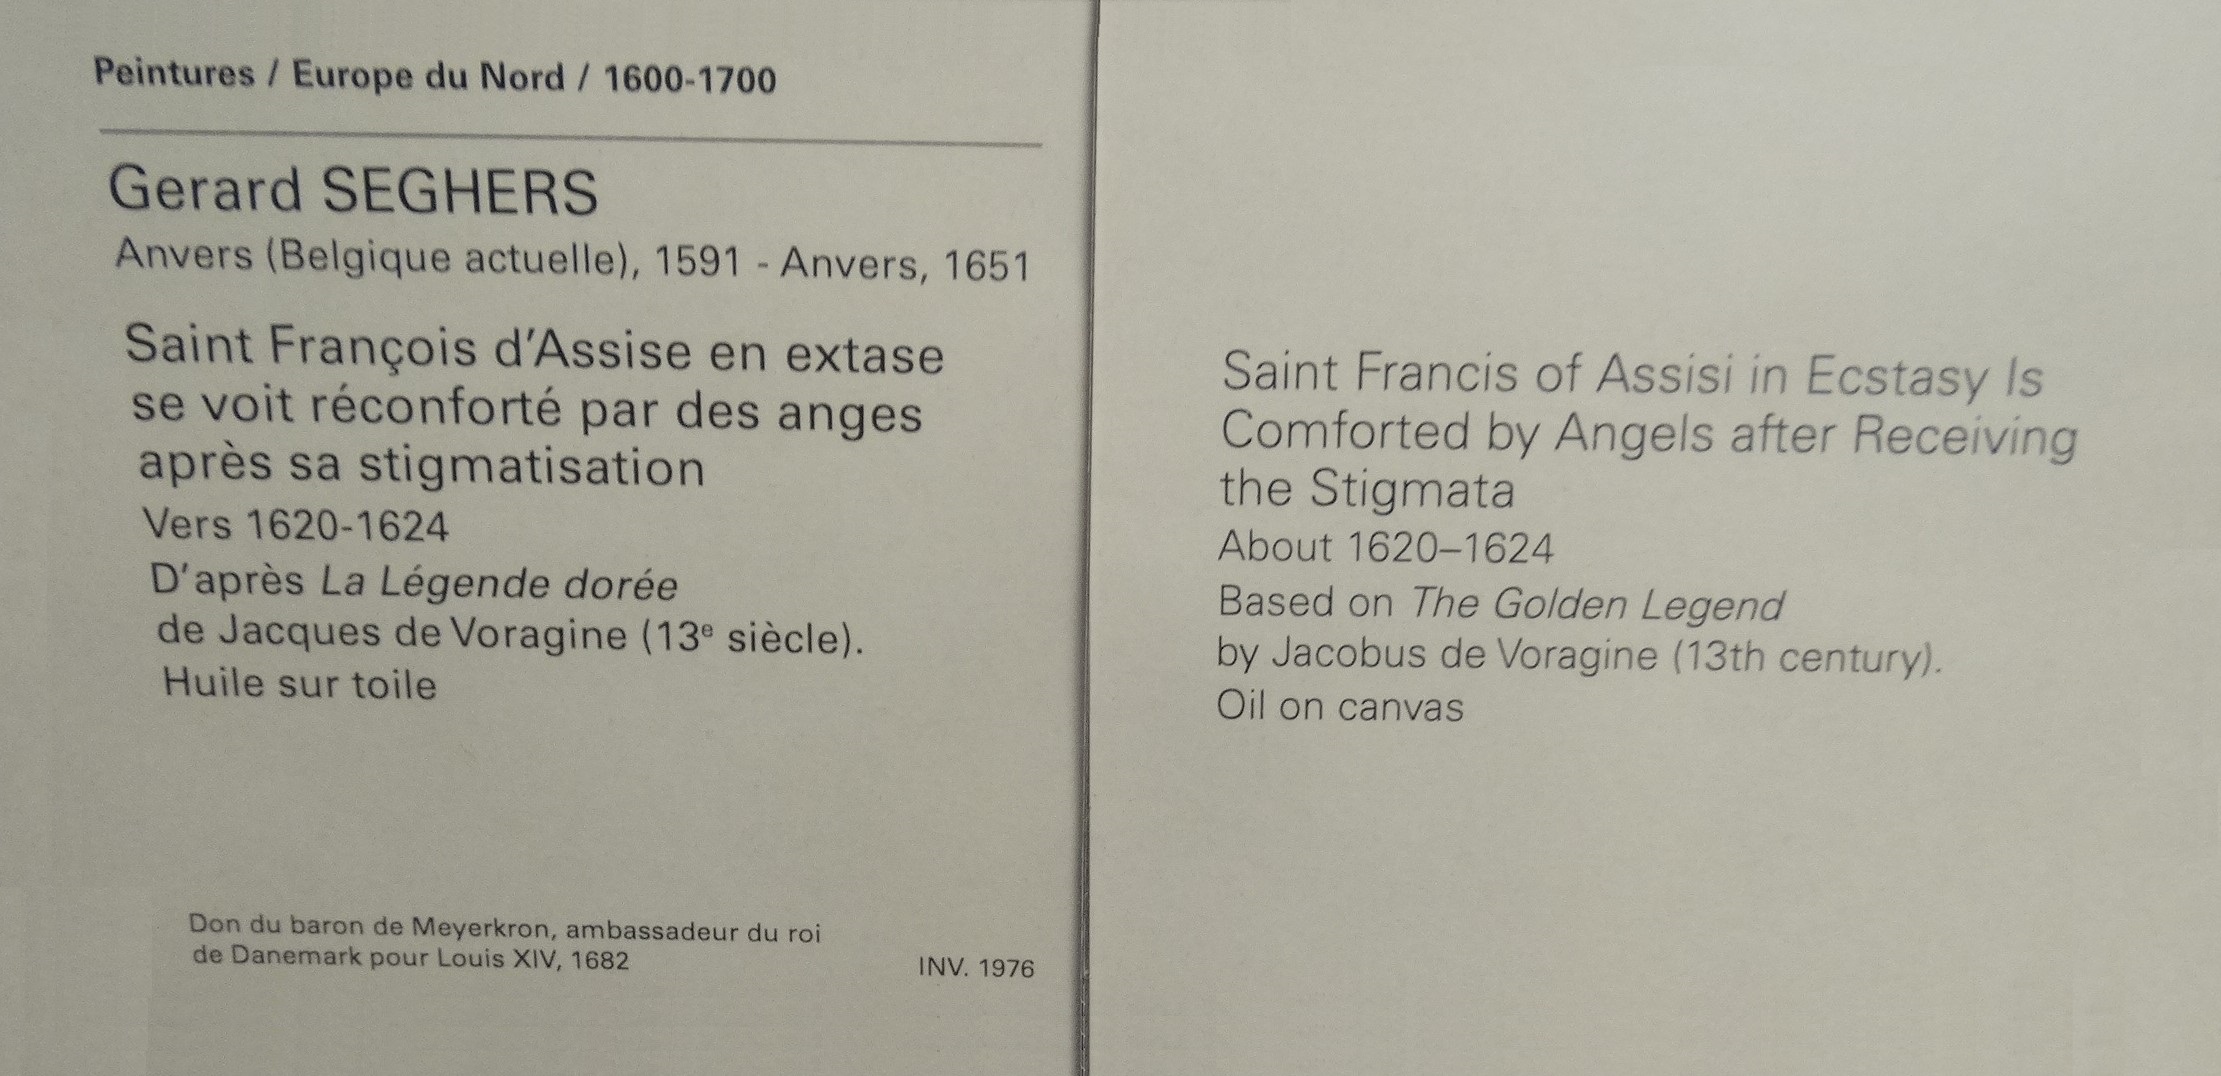 Peintures / Europe du Nord / 1600-1700
Gerard SEGHERS
Anvers (Belgique actuelle), 1591 - Anvers, 1651
Saint François d'Assise en extase
se voit réconforté par des anges
après sa stigmatisation
Vers 1620-1624
D'après La Légende dorée
de Jacques de Voragine (13e siècle).
Huile sur toile
Don du baron de Meyerkron, ambassadeur du roi
de Danemark pour Louis XIV, 1682
INV. 1976
Saint Francis of Assisi in Ecstasy Is
Comforted by Angels after Receiving
the Stigmata
About 1620–1624
Based on The Golden Legend
by Jacobus de Voragine (13th century).
Oil on canvas